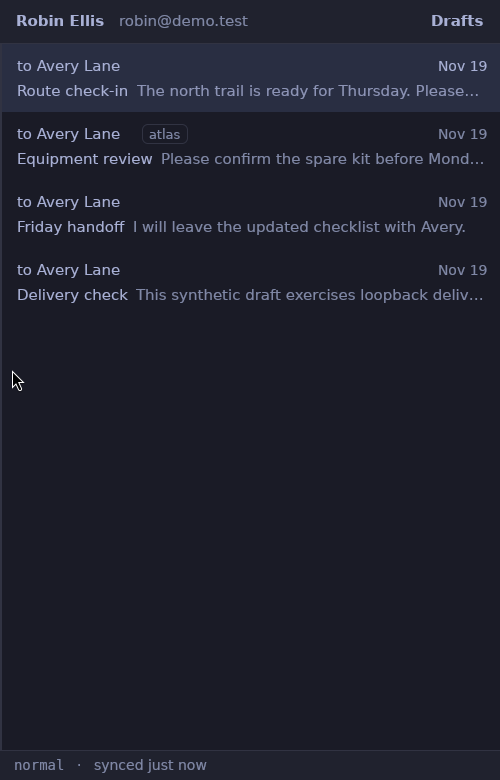 Robin Ellis robin@demo.test Drafts
to Avery Lane Nov 19
Route check-in The north trail is ready for Thursday. Please…
to Avery Lane atlas Nov 19
Equipment review Please confirm the spare kit before Mond…
to Avery Lane Nov 19
Friday handoff I will leave the updated checklist with Avery.
to Avery Lane Nov 19
Delivery check This synthetic draft exercises loopback deliv…
normal · synced just now